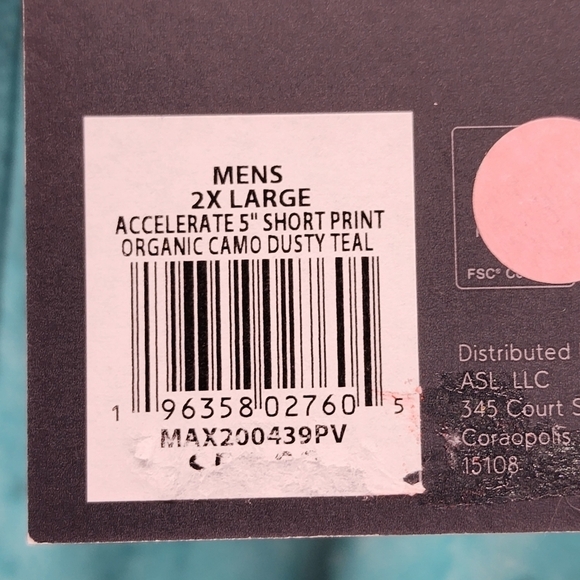 MENS
2X LARGE
ACCELERATE 5" SHORT PRINT
ORGANIC CAMO DUSTY TEAL
1 96358 02760 5
MAX200439PV
FSC®
Distributed
ASL, LLC
345 Court
Coraopolis
15108